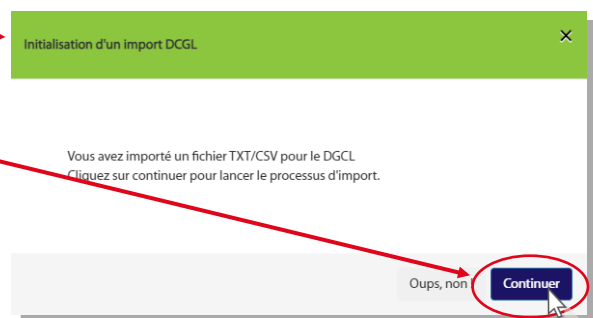 Initialisation d'un import DCGL
Vous avez importé un fichier TXT/CSV pour le DGCL
Cliquez sur continuer pour lancer le processus d'import.
Oups, non !
Continuer